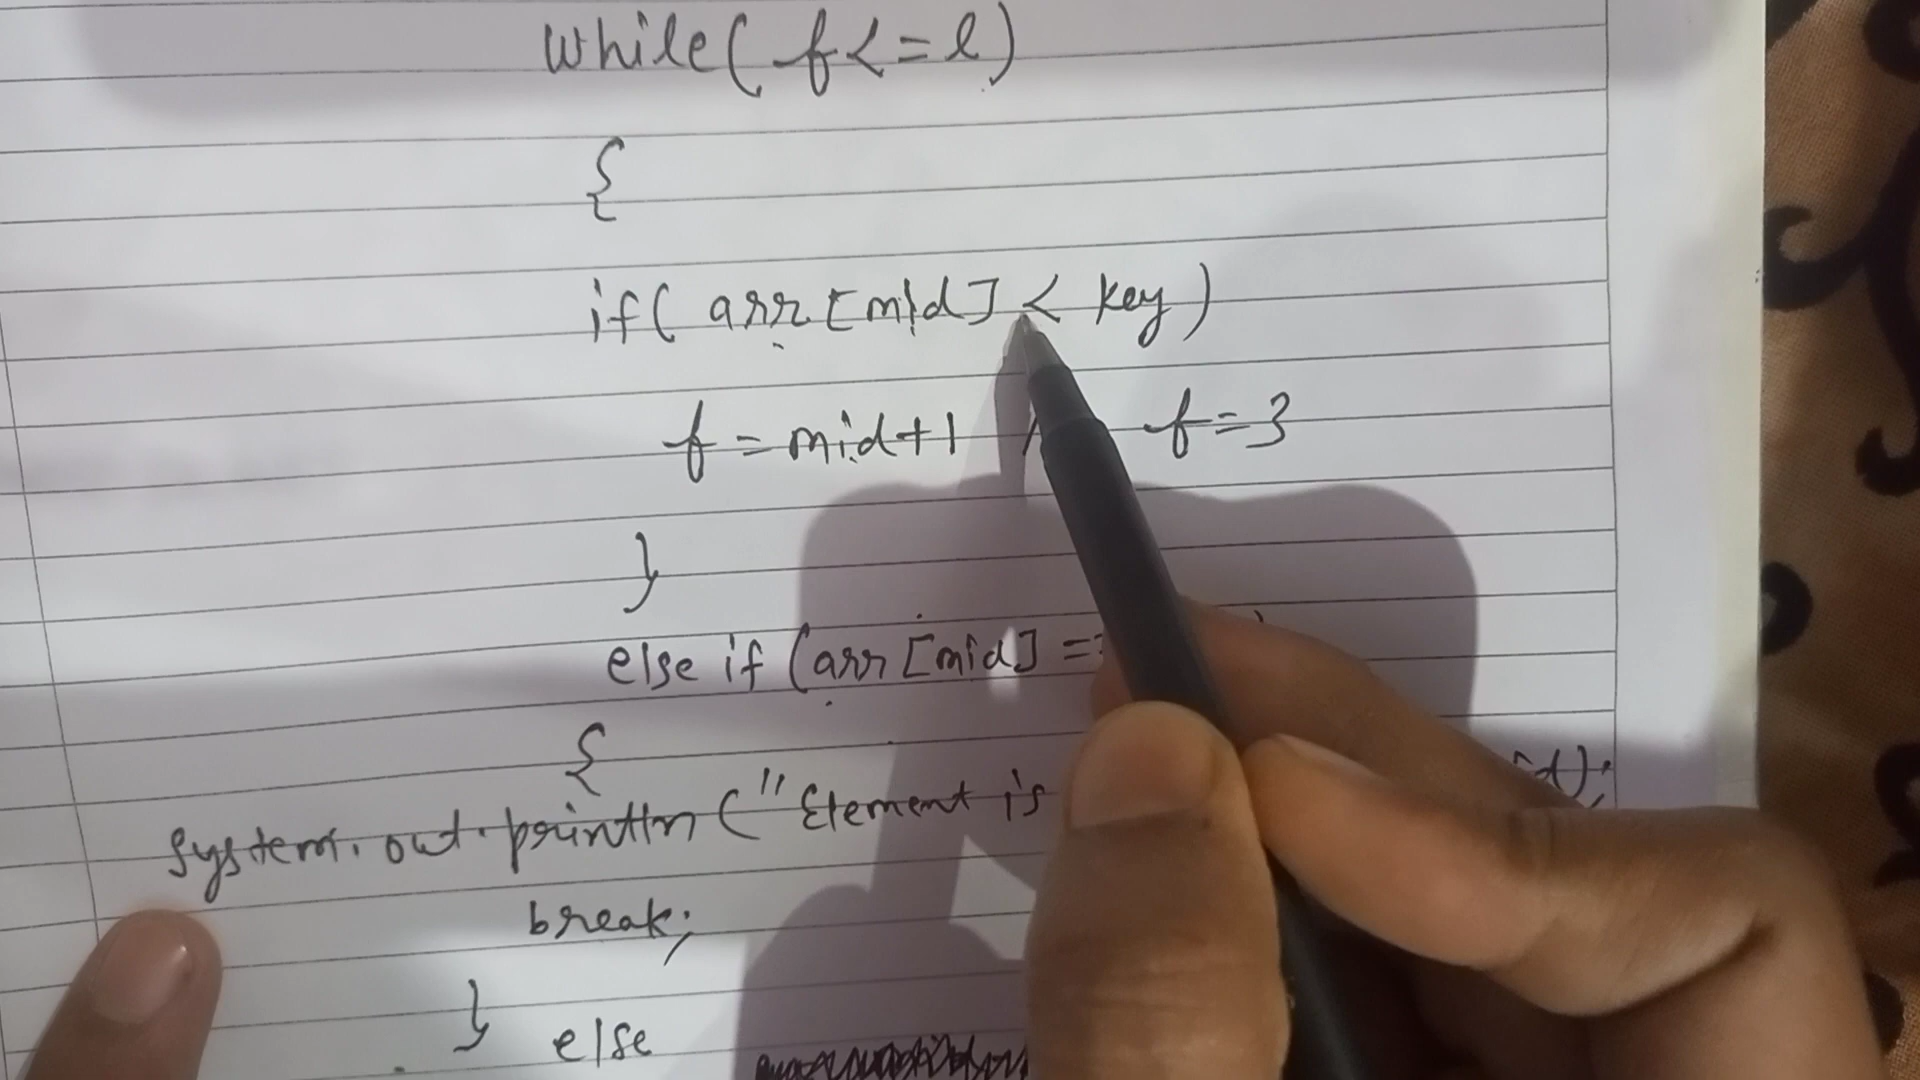 while( f<=l)
{
if( arr[mid] < key)
f = mid+1 f=3
}
else if (arr[mid] ==
{
System.out.println ("Element is
break;
} else